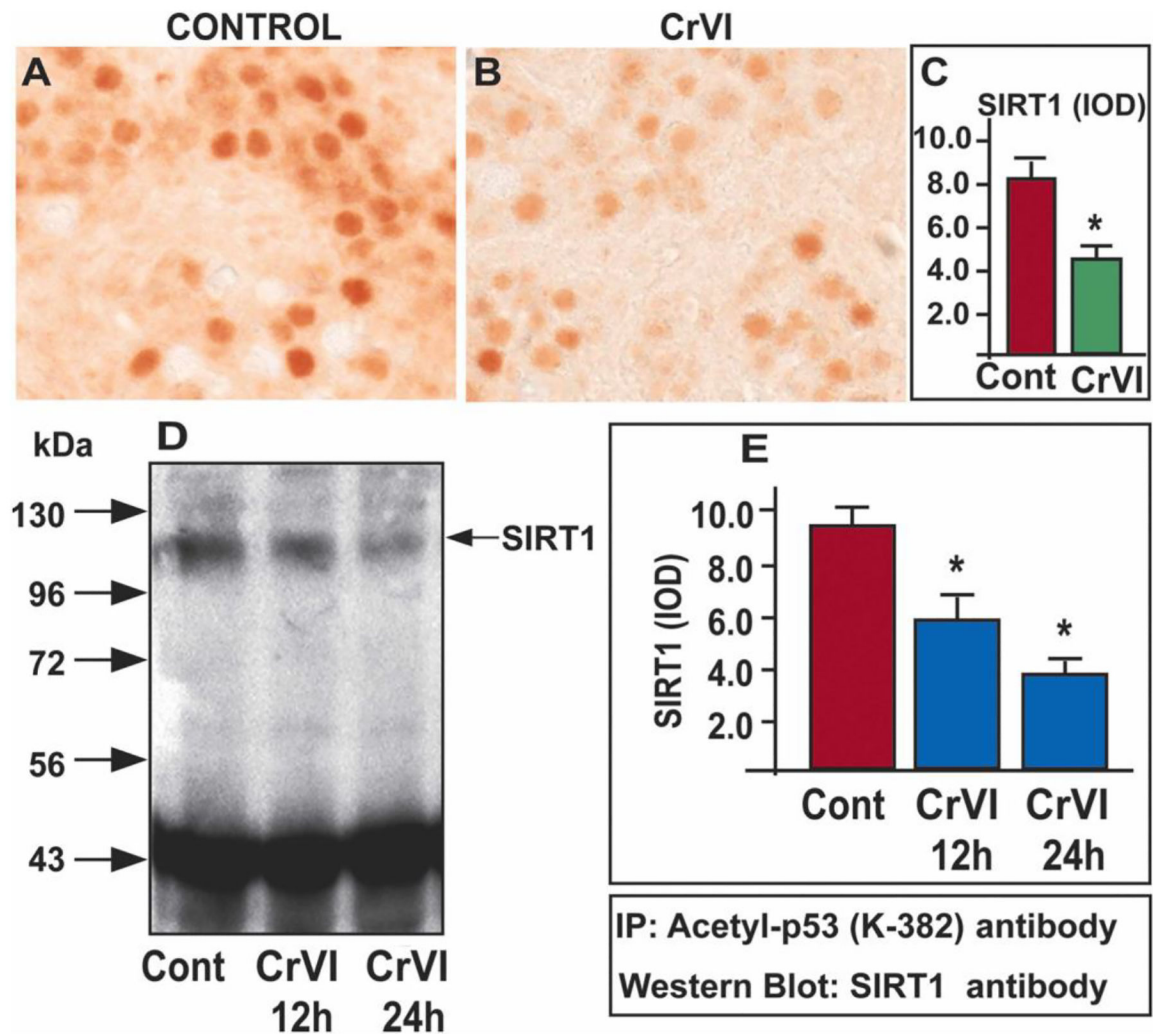 CONTROL
CrVI
A
B
C
SIRT1 (IOD)
10.0
8.0
6.0
4.0
2.0
*
Cont CrVI
kDa
D
130
96
72
56
43
SIRT1
Cont CrVI CrVI
12h 24h
E
SIRT1 (IOD)
10.0
8.0
6.0
4.0
2.0
*
*
Cont CrVI CrVI
12h 24h
IP: Acetyl-p53 (K-382) antibody
Western Blot: SIRT1 antibody